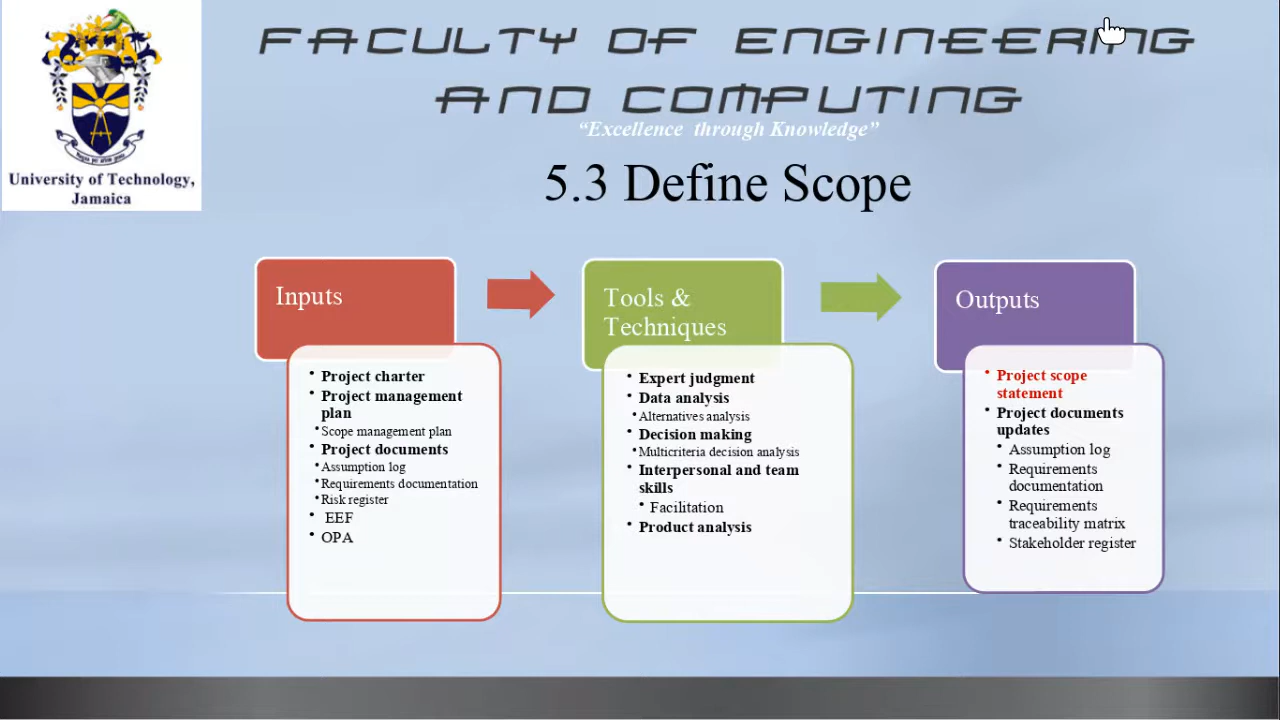 FACULTY OF ENGINEERING
AND COMPUTING
“Excellence through Knowledge”
University of Technology,
Jamaica
5.3 Define Scope
Inputs
• Project charter
• Project management
plan
• Scope management plan
• Project documents
• Assumption log
• Requirements documentation
• Risk register
• EEF
• OPA
Tools &
Techniques
• Expert judgment
• Data analysis
• Alternatives analysis
• Decision making
• Multicriteria decision analysis
• Interpersonal and team
skills
• Facilitation
• Product analysis
Outputs
• Project scope
statement
• Project documents
updates
• Assumption log
• Requirements
documentation
• Requirements
traceability matrix
• Stakeholder register